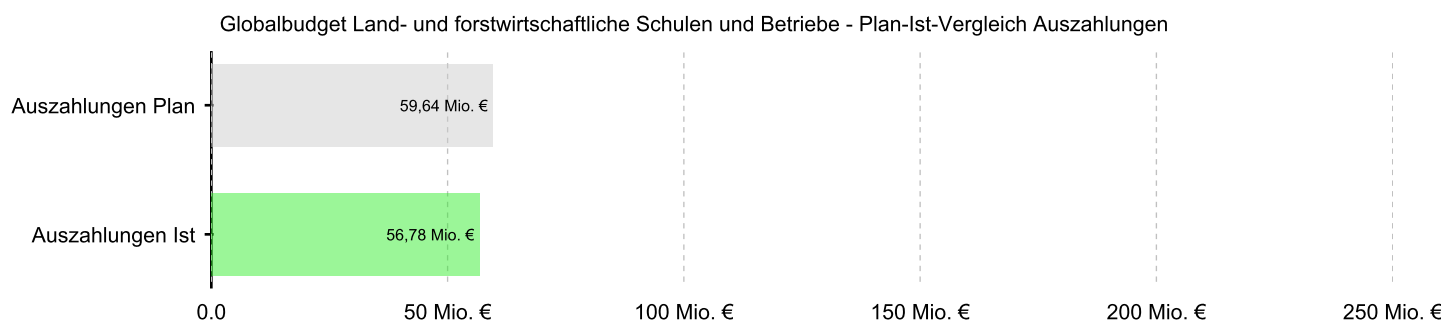 Globalbudget Land- und forstwirtschaftliche Schulen und Betriebe - Plan-Ist-Vergleich Auszahlungen
Auszahlungen Plan
59,64 Mio. €
Auszahlungen Ist
56,78 Mio. €
0.0 50 Mio. € 100 Mio. € 150 Mio. € 200 Mio. € 250 Mio. €